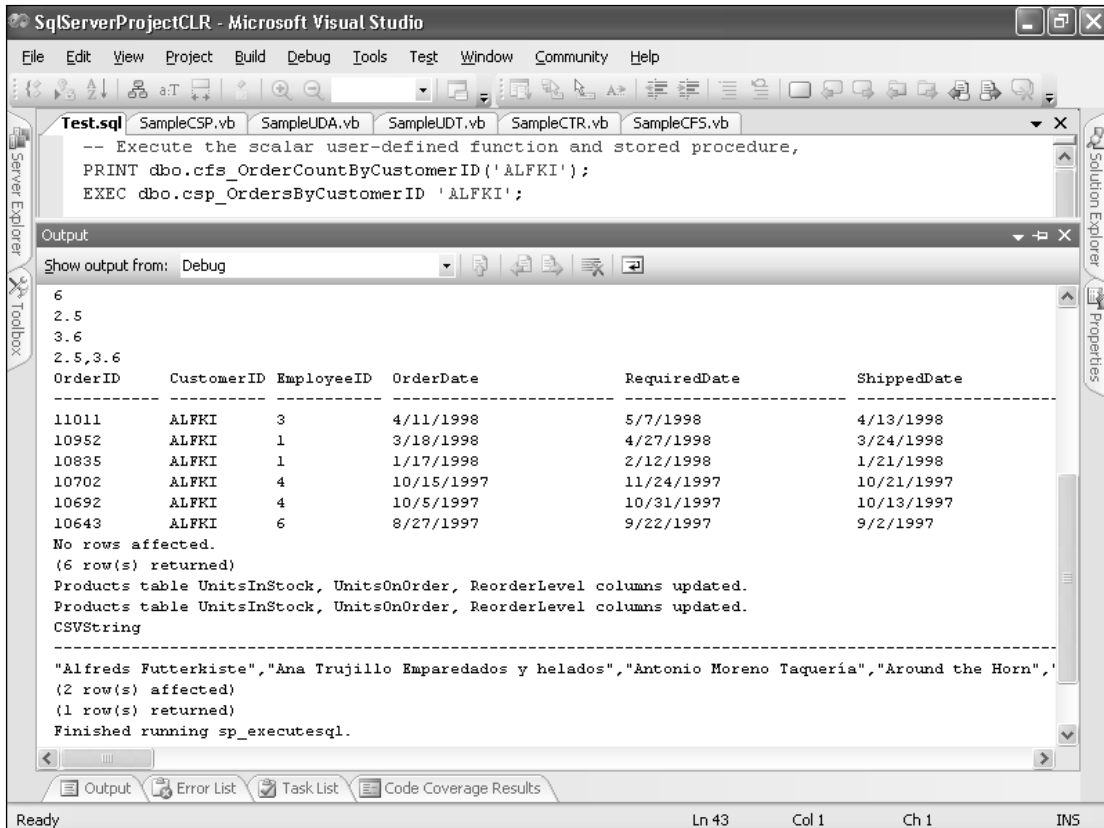 SqlServerProjectCLR - Microsoft Visual Studio
File Edit View Project Build Debug Tools Test Window Community Help
Test.sql SampleCSP.vb SampleUDA.vb SampleUDT.vb SampleCTR.vb SampleCFS.vb
-- Execute the scalar user-defined function and stored procedure,
PRINT dbo.cfs_OrderCountByCustomerID('ALFKI');
EXEC dbo.csp_OrdersByCustomerID 'ALFKI';
Server Explorer
Toolbox
Solution Explorer
Properties
Output
Show output from: Debug
6
2.5
3.6
2.5,3.6
OrderID CustomerID EmployeeID OrderDate RequiredDate ShippedDate
------------ ---------- ----------- ---------------------- ----------------------- --------------------
11011 ALFKI 3 4/11/1998 5/7/1998 4/13/1998
10952 ALFKI 1 3/18/1998 4/27/1998 3/24/1998
10835 ALFKI 1 1/17/1998 2/12/1998 1/21/1998
10702 ALFKI 4 10/15/1997 11/24/1997 10/21/1997
10692 ALFKI 4 10/5/1997 10/31/1997 10/13/1997
10643 ALFKI 6 8/27/1997 9/22/1997 9/2/1997
No rows affected.
(6 row(s) returned)
Products table UnitsInStock, UnitsOnOrder, ReorderLevel columns updated.
Products table UnitsInStock, UnitsOnOrder, ReorderLevel columns updated.
CSVString
----------------------------------------------------------------------------------------------------
"Alfreds Futterkiste","Ana Trujillo Emparedados y helados","Antonio Moreno Taquería","Around the Horn",'
(2 row(s) affected)
(1 row(s) returned)
Finished running sp_executesql.
Output Error List Task List Code Coverage Results
Ready Ln 43 Col 1 Ch 1 INS